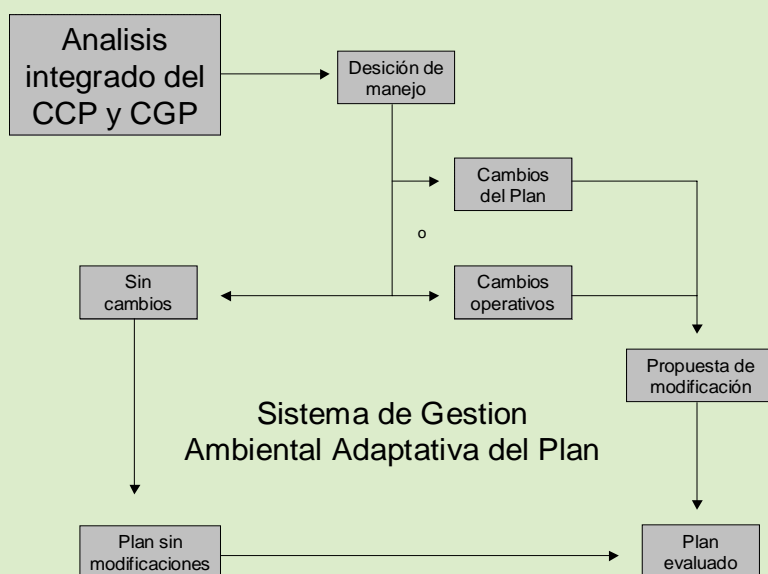 Analisis
integrado del
CCP y CGP
Desición de
manejo
Cambios
del Plan
o
Sin
cambios
Cambios
operativos
Propuesta de
modificación
Sistema de Gestion
Ambiental Adaptativa del Plan
Plan sin
modificaciones
Plan
evaluado